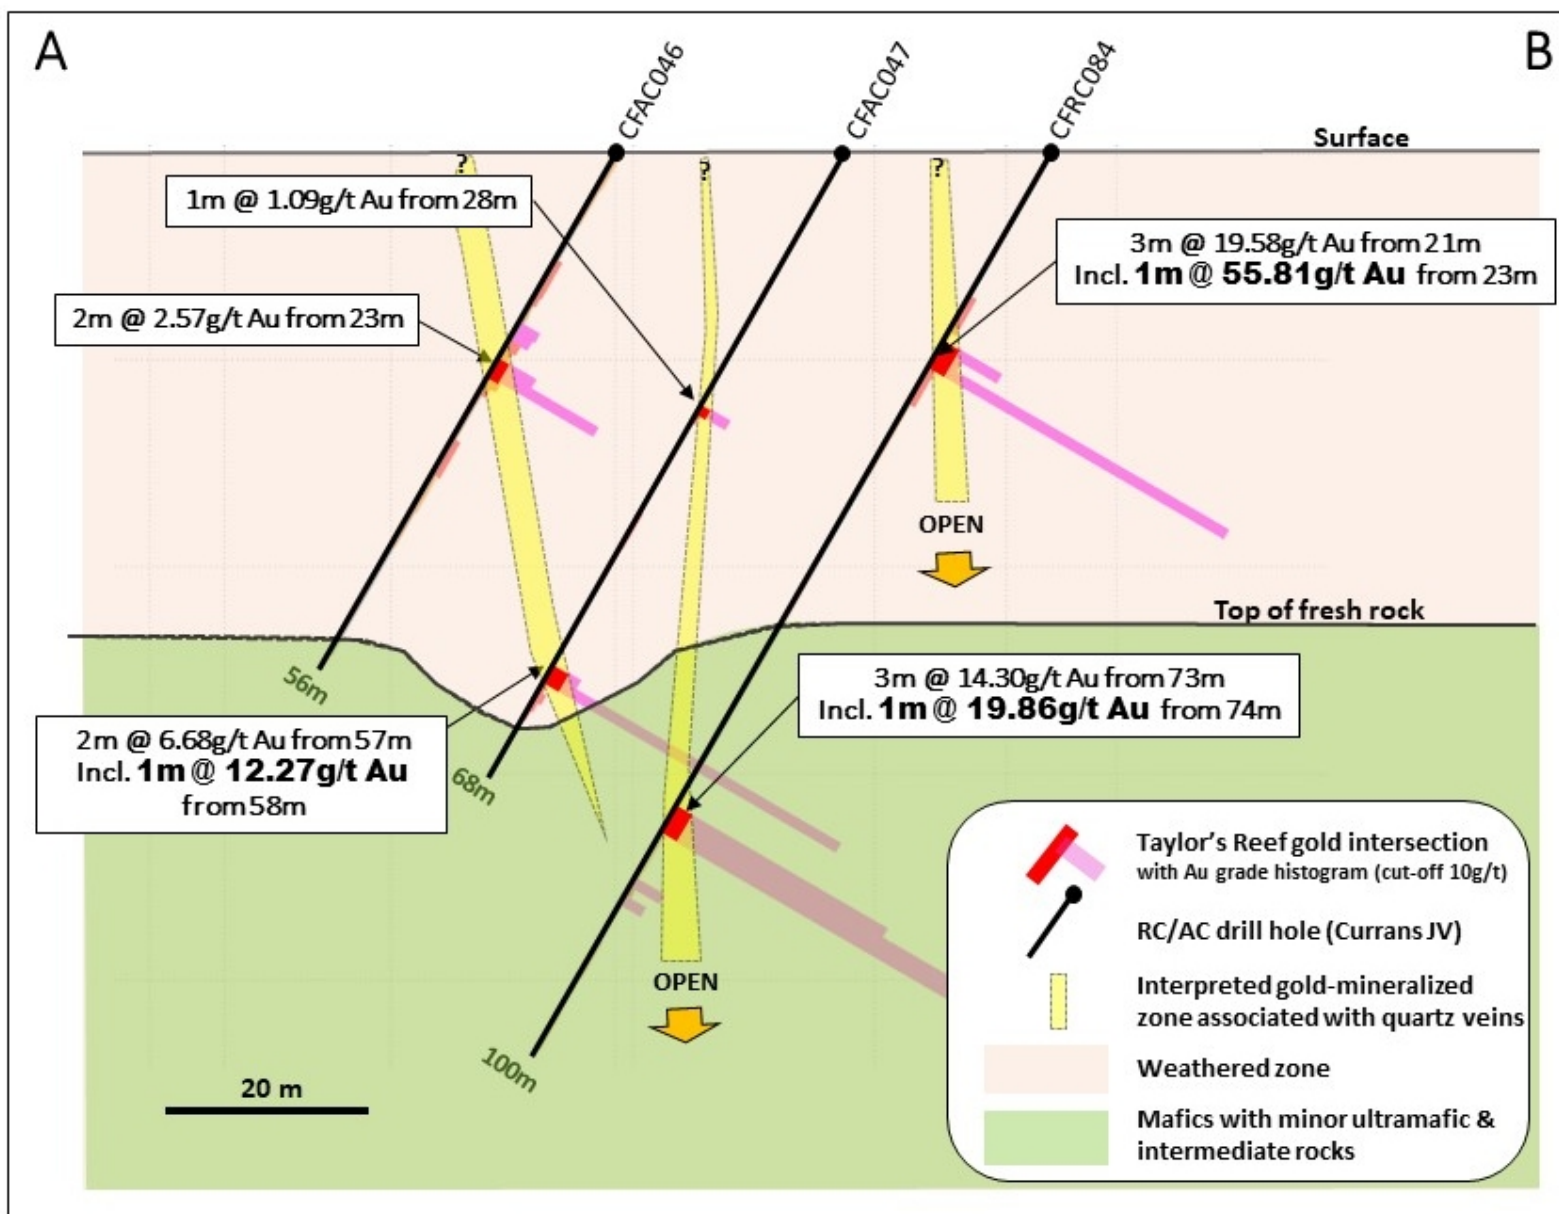 A
B
CFAC046
CFAC047
CFRC084
Surface
?
?
?
1m @ 1.09g/t Au from 28m
3m @ 19.58g/t Au from 21m
Incl. 1m @ 55.81g/t Au from 23m
2m @ 2.57g/t Au from 23m
OPEN
Top of fresh rock
56m
3m @ 14.30g/t Au from 73m
Incl. 1m @ 19.86g/t Au from 74m
2m @ 6.68g/t Au from 57m
Incl. 1m @ 12.27g/t Au
from 58m
68m
OPEN
100m
20 m
Taylor's Reef gold intersection
with Au grade histogram (cut-off 10g/t)
RC/AC drill hole (Currans JV)
Interpreted gold-mineralized
zone associated with quartz veins
Weathered zone
Mafics with minor ultramafic &
intermediate rocks